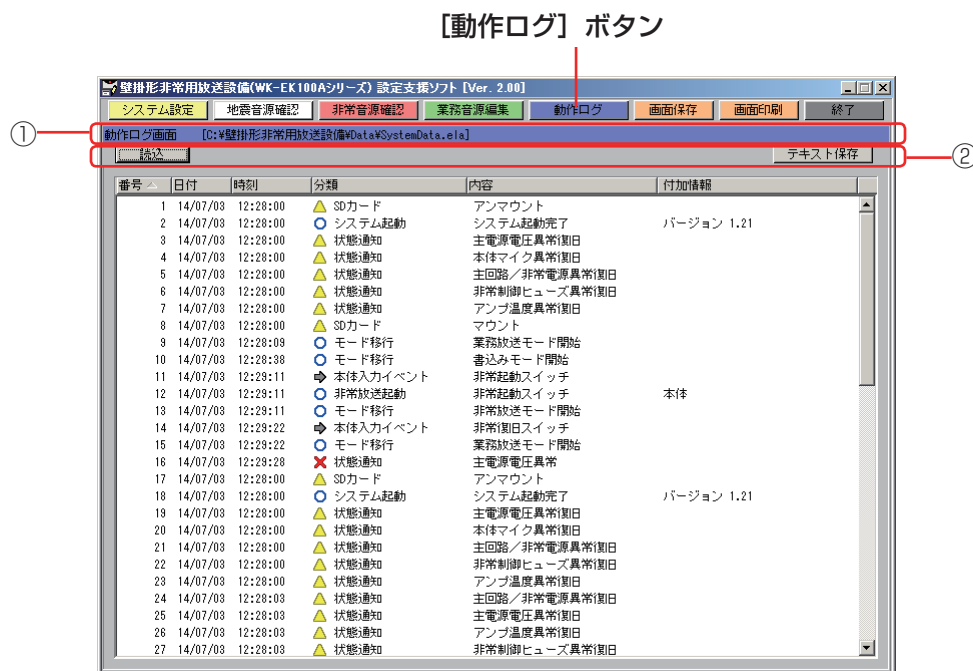 [動作ログ] ボタン
壁掛形非常用放送設備(WK-EK100Aシリーズ) 設定支援ソフト [Ver. 2.00]
システム設定 地震音源確認 非常音源確認 業務音源編集 動作ログ 画面保存 画面印刷 終了
① 動作ログ画面 [C:¥壁掛形非常用放送設備¥Data¥SystemData.ela]
読込 テキスト保存 ②
番号 日付 時刻 分類 内容 付加情報
1 14/07/03 12:28:00 SDカード アンマウント
2 14/07/03 12:28:00 システム起動 システム起動完了 バージョン 1.21
3 14/07/03 12:28:00 状態通知 主電源電圧異常復旧
4 14/07/03 12:28:00 状態通知 本体マイク異常復旧
5 14/07/03 12:28:00 状態通知 主回路/非常電源異常復旧
6 14/07/03 12:28:00 状態通知 非常制御ヒューズ異常復旧
7 14/07/03 12:28:00 状態通知 アンプ温度異常復旧
8 14/07/03 12:28:00 SDカード マウント
9 14/07/03 12:28:09 モード移行 業務放送モード開始
10 14/07/03 12:28:38 モード移行 書込みモード開始
11 14/07/03 12:29:11 本体入力イベント 非常起動スイッチ
12 14/07/03 12:29:11 非常放送起動 非常起動スイッチ 本体
13 14/07/03 12:29:11 モード移行 非常放送モード開始
14 14/07/03 12:29:22 本体入力イベント 非常復旧スイッチ
15 14/07/03 12:29:22 モード移行 業務放送モード開始
16 14/07/03 12:29:28 状態通知 主電源電圧異常
17 14/07/03 12:28:00 SDカード アンマウント
18 14/07/03 12:28:00 システム起動 システム起動完了 バージョン 1.21
19 14/07/03 12:28:00 状態通知 主電源電圧異常復旧
20 14/07/03 12:28:00 状態通知 本体マイク異常復旧
21 14/07/03 12:28:00 状態通知 主回路/非常電源異常復旧
22 14/07/03 12:28:00 状態通知 非常制御ヒューズ異常復旧
23 14/07/03 12:28:00 状態通知 アンプ温度異常復旧
24 14/07/03 12:28:03 状態通知 主回路/非常電源異常復旧
25 14/07/03 12:28:03 状態通知 主電源電圧異常復旧
26 14/07/03 12:28:03 状態通知 アンプ温度異常復旧
27 14/07/03 12:28:03 状態通知 非常制御ヒューズ異常復旧